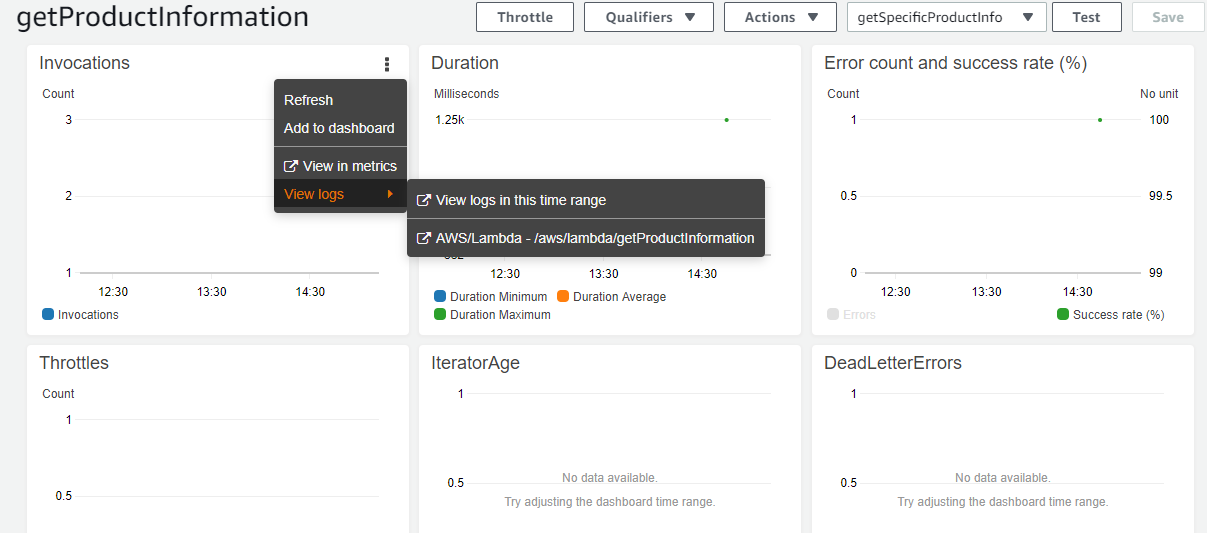 getProductInformation
Throttle
Qualifiers
Actions
getSpecificProductInfo
Test
Save
Invocations
Count
3
2
1
12:30 13:30 14:30
Invocations
Refresh
Add to dashboard
View in metrics
View logs
View logs in this time range
AWS/Lambda - /aws/lambda/getProductInformation
Duration
Milliseconds
1.25k
12:30 13:30 14:30
Duration Minimum Duration Average
Duration Maximum
Error count and success rate (%)
Count No unit
1 100
0.5 99.5
0 99
12:30 13:30 14:30
Errors Success rate (%)
Throttles
Count
1
0.5
IteratorAge
1
0.5
No data available.
Try adjusting the dashboard time range.
DeadLetterErrors
1
0.5
No data available.
Try adjusting the dashboard time range.